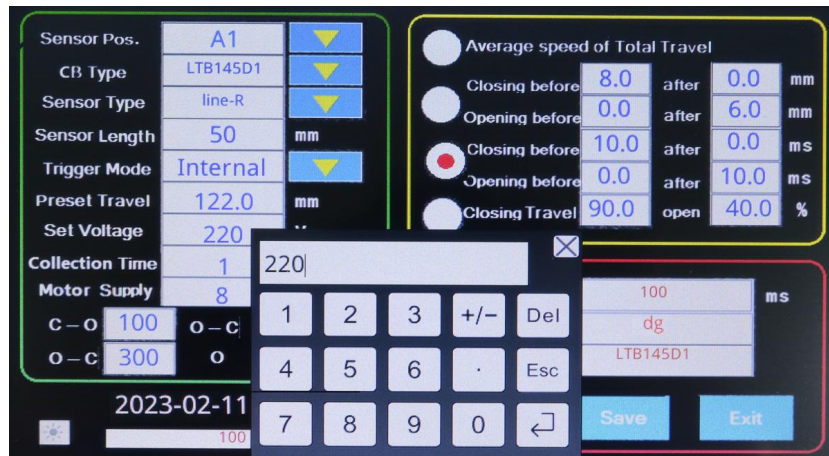 Sensor Pos. A1
CB Type LTB145D1
Sensor Type line-R
Sensor Length 50 mm
Trigger Mode Internal
Preset Travel 122.0 mm
Set Voltage 220
Collection Time 1
Motor Supply 8
C-O 100 O-C
O-C 300 O
2023-02-11
100
Average speed of Total Travel
Closing before 8.0 after 0.0 mm
Opening before 0.0 after 6.0 mm
Closing before 10.0 after 0.0 ms
Opening before 0.0 after 10.0 ms
Closing Travel 90.0 open 40.0 %
220
1 2 3 +/- Del
4 5 6 . Esc
7 8 9 0
100 ms
dg
LTB145D1
Save Exit